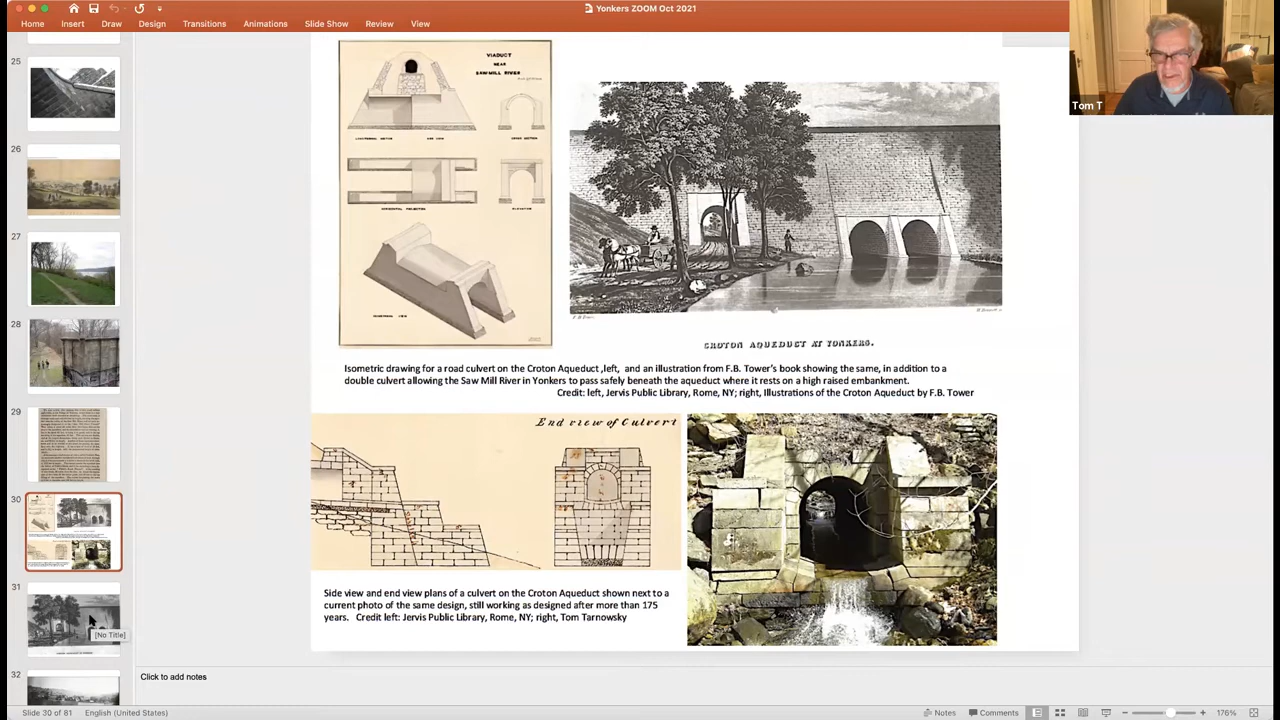 Yonkers ZOOM Oct 2021
Home Insert Draw Design Transitions Animations Slide Show Review View
Tom T
25
26
27
28
29
30
31
[No Title]
32
VIADUCT
NEAR
SAW-MILL RIVER
CROTON AQUEDUCT AT YONKERS.
Isometric drawing for a road culvert on the Croton Aqueduct ,left, and an illustration from F.B. Tower's book showing the same, in addition to a
double culvert allowing the Saw Mill River in Yonkers to pass safely beneath the aqueduct where it rests on a high raised embankment.
Credit: left, Jervis Public Library, Rome, NY; right, Illustrations of the Croton Aqueduct by F.B. Tower
End view of Culvert
Side view and end view plans of a culvert on the Croton Aqueduct shown next to a
current photo of the same design, still working as designed after more than 175
years. Credit left: Jervis Public Library, Rome, NY; right, Tom Tarnowsky
Click to add notes
Slide 30 of 81 English (United States) Notes Comments 176%